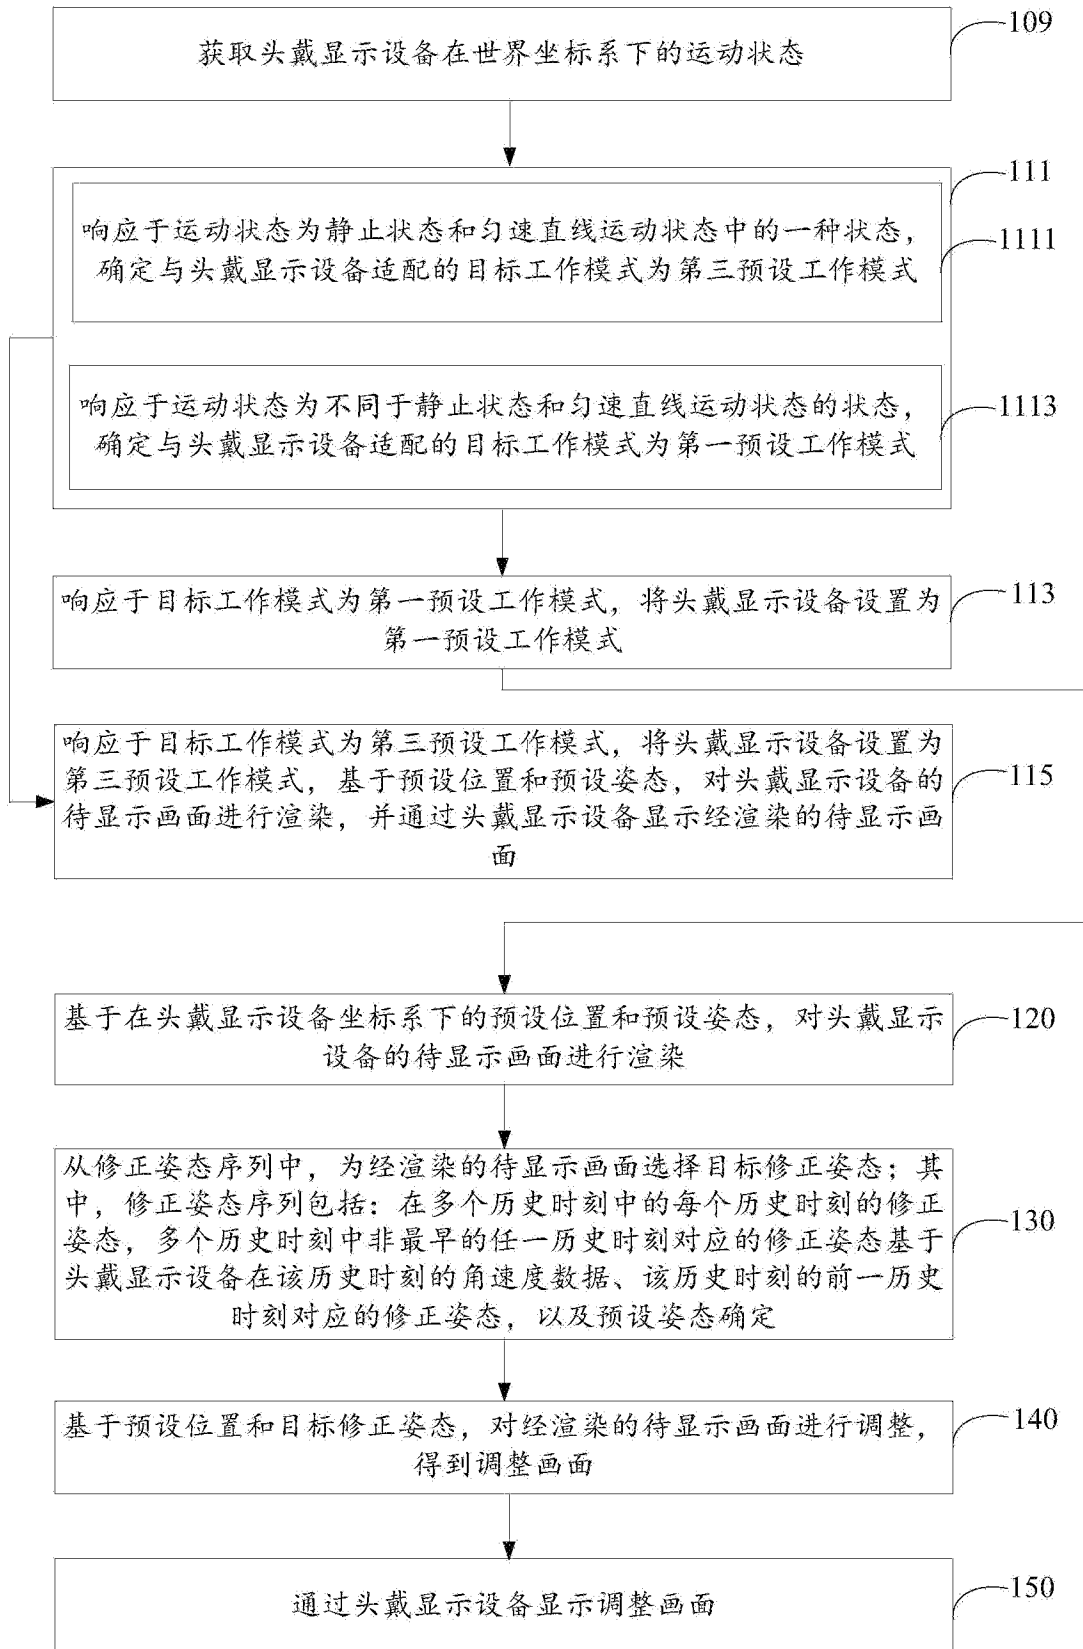 获取头戴显示设备在世界坐标系下的运动状态
109
111
响应于运动状态为静止状态和匀速直线运动状态中的一种状态，
确定与头戴显示设备适配的目标工作模式为第三预设工作模式
1111
响应于运动状态为不同于静止状态和匀速直线运动状态的状态，
确定与头戴显示设备适配的目标工作模式为第一预设工作模式
1113
响应于目标工作模式为第一预设工作模式，将头戴显示设备设置为
第一预设工作模式
113
响应于目标工作模式为第三预设工作模式，将头戴显示设备设置为
第三预设工作模式，基于预设位置和预设姿态，对头戴显示设备的
待显示画面进行渲染，并通过头戴显示设备显示经渲染的待显示画
面
115
基于在头戴显示设备坐标系下的预设位置和预设姿态，对头戴显示
设备的待显示画面进行渲染
120
从修正姿态序列中，为经渲染的待显示画面选择目标修正姿态；其
中，修正姿态序列包括：在多个历史时刻中的每个历史时刻的修正
姿态，多个历史时刻中非最早的任一历史时刻对应的修正姿态基于
头戴显示设备在该历史时刻的角速度数据、该历史时刻的前一历史
时刻对应的修正姿态，以及预设姿态确定
130
基于预设位置和目标修正姿态，对经渲染的待显示画面进行调整，
得到调整画面
140
通过头戴显示设备显示调整画面
150